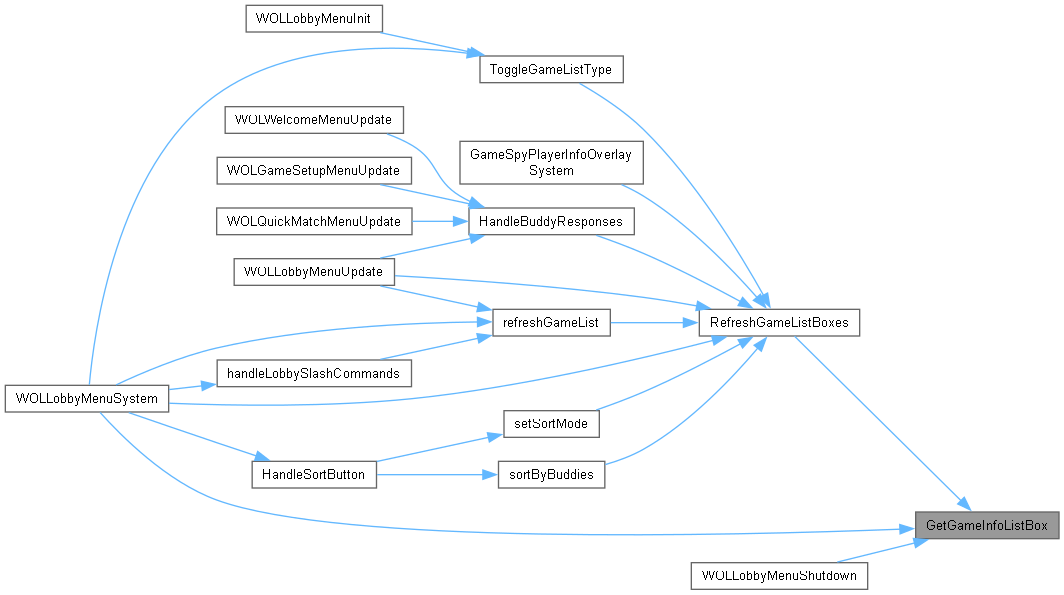 WOLLobbyMenuInit
ToggleGameListType
WOLWelcomeMenuUpdate
GameSpyPlayerInfoOverlay
System
WOLGameSetupMenuUpdate
WOLQuickMatchMenuUpdate
HandleBuddyResponses
WOLLobbyMenuUpdate
refreshGameList
RefreshGameListBoxes
handleLobbySlashCommands
WOLLobbyMenuSystem
setSortMode
HandleSortButton
sortByBuddies
GetGameInfoListBox
WOLLobbyMenuShutdown